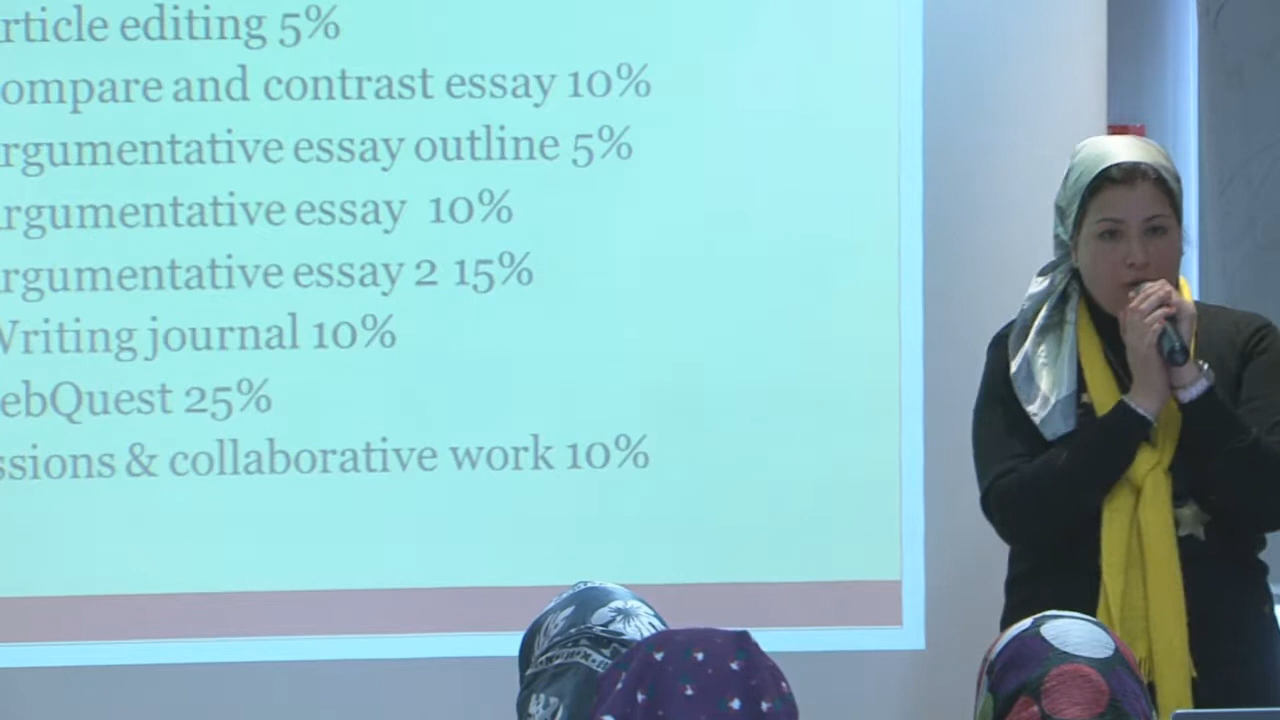 rticle editing 5%
ompare and contrast essay 10%
rgumentative essay outline 5%
rgumentative essay 10%
rgumentative essay 2 15%
Writing journal 10%
ebQuest 25%
ssions & collaborative work 10%